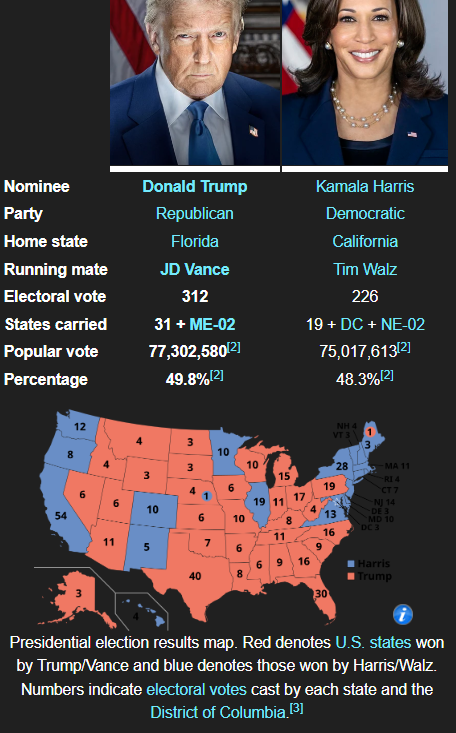 Nominee Donald Trump Kamala Harris
Party Republican Democratic
Home state Florida California
Running mate JD Vance Tim Walz
Electoral vote 312 226
States carried 31 + ME-02 19 + DC + NE-02
Popular vote 77,302,580[2] 75,017,613[2]
Percentage 49.8%[2] 48.3%[2]
12
8
54
4
4
3
6
6
11
10
5
3
3
4
1
6
7
40
10
6
10
6
8
10
19
15
11
17
8
11
6
9
16
30
9
16
13
4
19
28
3
1
NH 4
VT 3
MA 11
RI 4
CT 7
NJ 14
DE 3
MD 10
DC 3
3
4
Harris
Trump
i
Presidential election results map. Red denotes U.S. states won
by Trump/Vance and blue denotes those won by Harris/Walz.
Numbers indicate electoral votes cast by each state and the
District of Columbia.[3]